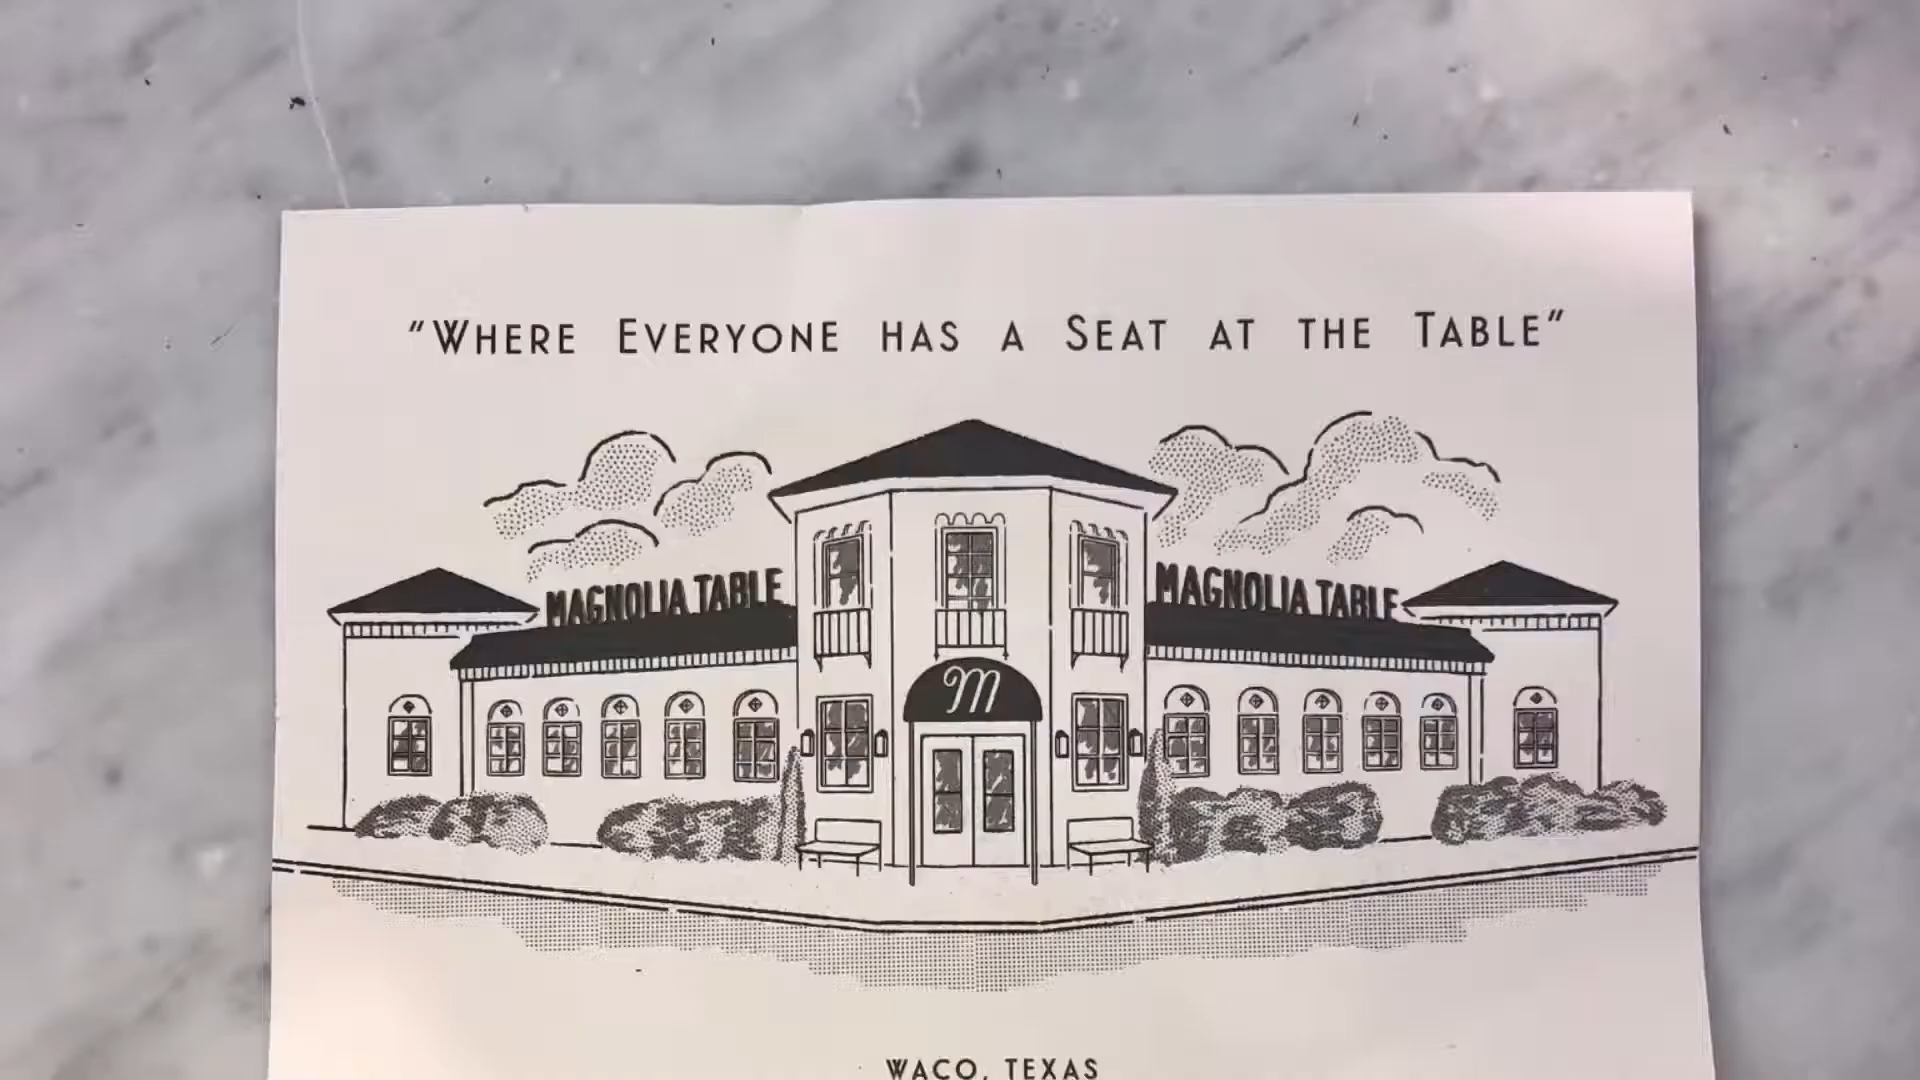 “WHERE EVERYONE HAS A SEAT AT THE TABLE”
MAGNOLIA TABLE
MAGNOLIA TABLE
M
WACO, TEXAS